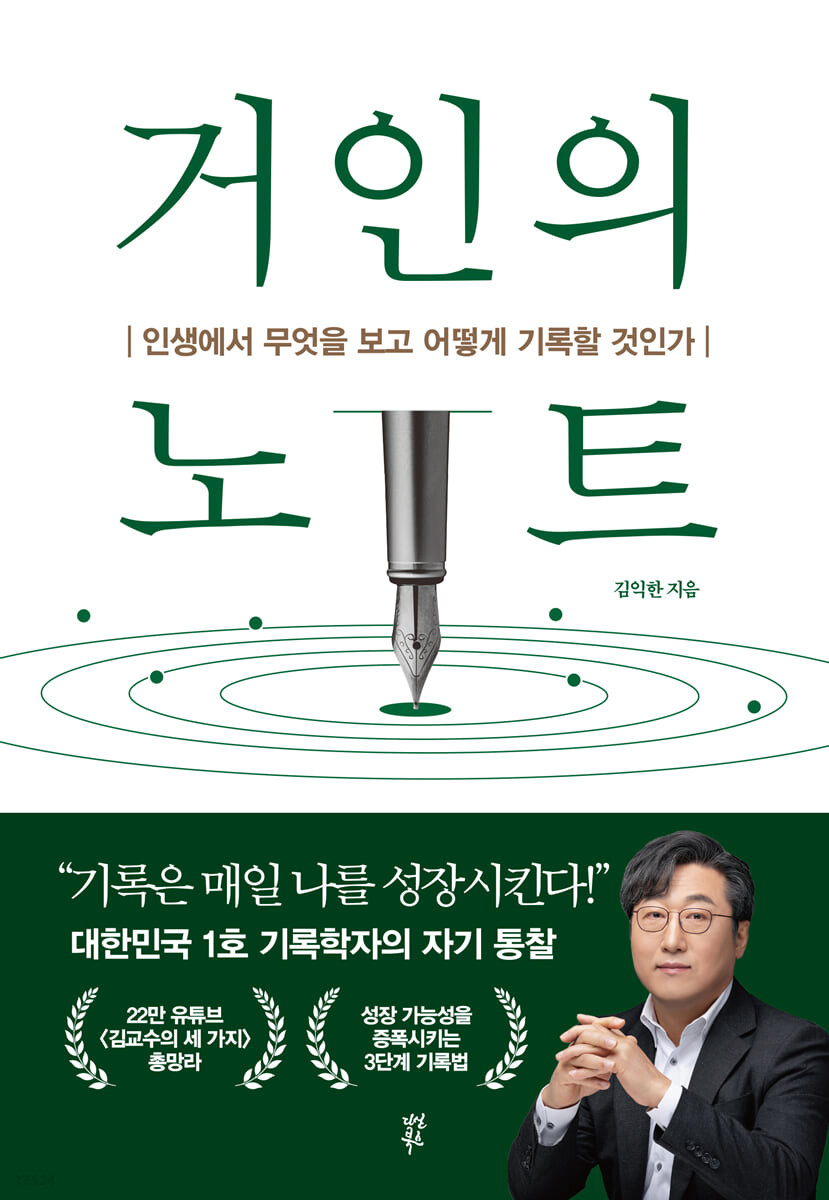 거인의
| 인생에서 무엇을 보고 어떻게 기록할 것인가 |
노트
김익한 지음
“기록은 매일 나를 성장시킨다!”
대한민국 1호 기록학자의 자기 통찰
22만 유튜브
〈김교수의 세 가지〉
총망라
성장 가능성을
증폭시키는
3단계 기록법
다산
북스